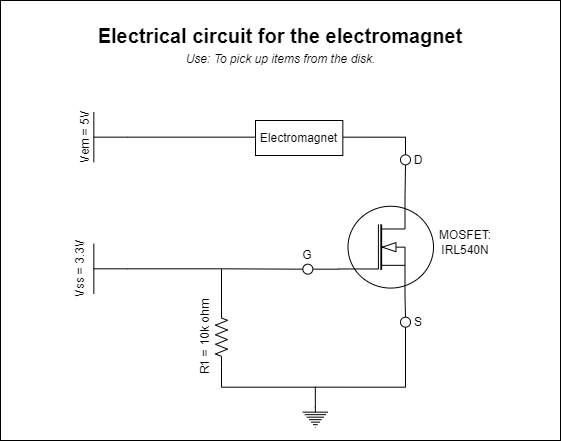 Electrical circuit for the electromagnet
Use: To pick up items from the disk.
Vem = 5V
Electromagnet
D
MOSFET:
IRL540N
G
Vss = 3.3V
S
R1 = 10k ohm